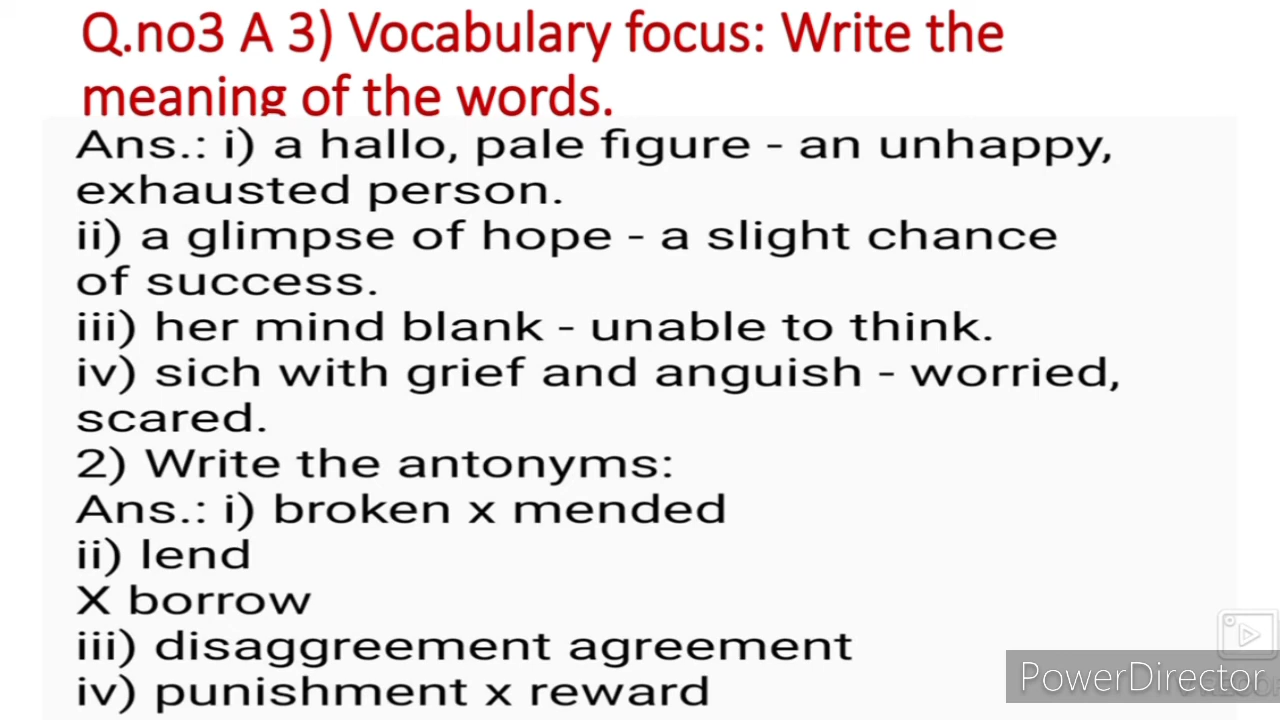 Q.no3 A 3) Vocabulary focus: Write the
meaning of the words.
Ans.: i) a hallo, pale figure - an unhappy,
exhausted person.
ii) a glimpse of hope - a slight chance
of success.
iii) her mind blank - unable to think.
iv) sich with grief and anguish - worried,
scared.
2) Write the antonyms:
Ans.: i) broken x mended
ii) lend
X borrow
iii) disaggreement agreement
iv) punishment x reward
PowerDirector